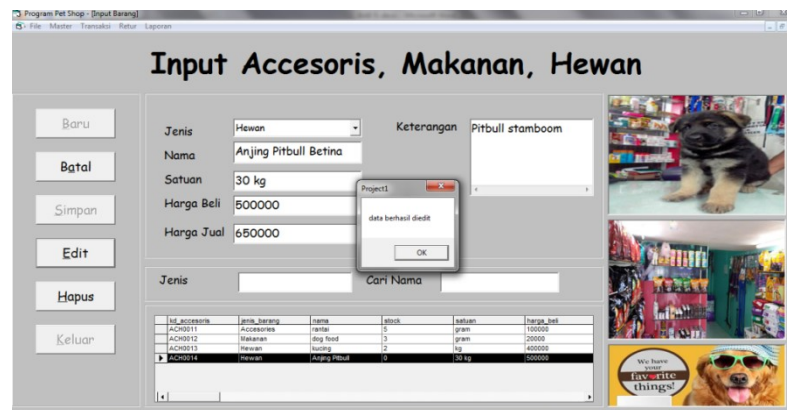 Program Pet Shop - [Input Barang]
File Master Transaksi Retur Laporan
Input Accesoris, Makanan, Hewan
Baru
Batal
Simpan
Edit
Hapus
Keluar
Jenis Hewan
Nama Anjing Pitbull Betina
Satuan 30 kg
Harga Beli 500000
Harga Jual 650000
Keterangan Pitbull stamboom
Project1
data berhasil diedit
OK
Jenis Cari Nama
kd_accesoris jenis_barang nama stock satuan harga_beli
ACH0011 Accesories rantai 5 gram 100000
ACH0012 Makanan dog food 3 gram 20000
ACH0013 Hewan kucing 2 kg 400000
ACH0014 Hewan Anjing Pitbull 0 30 kg 500000
We have
your
favorite
things!